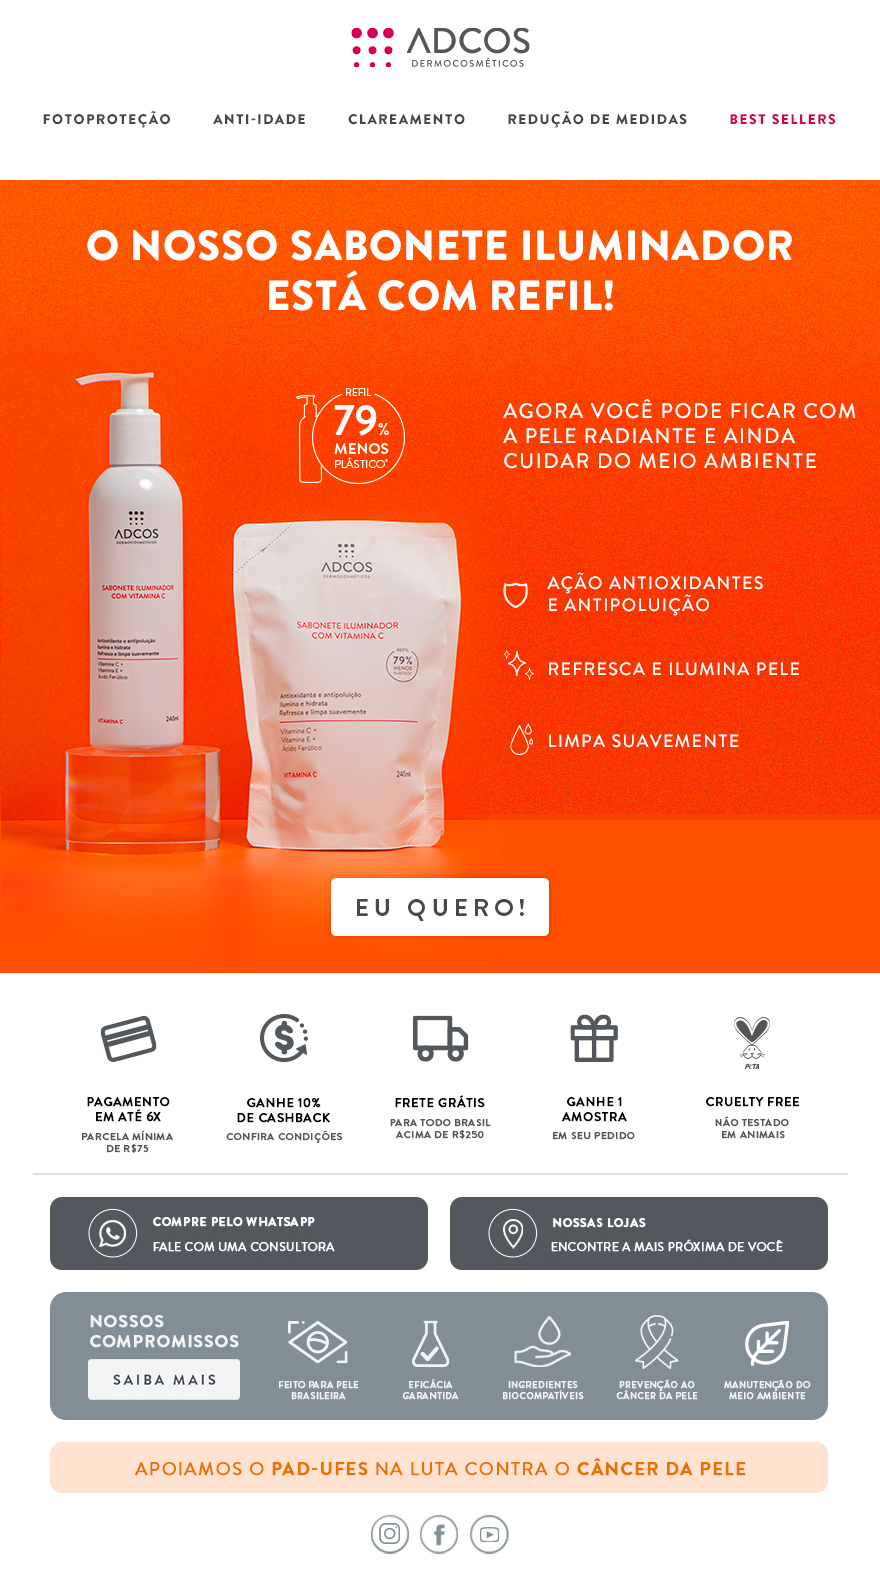 ADCOS
DERMOCOSMÉTICOS
FOTOPROTEÇÃO ANTI-IDADE CLAREAMENTO REDUÇÃO DE MEDIDAS BEST SELLERS
O NOSSO SABONETE ILUMINADOR
ESTÁ COM REFIL!
REFIL
79%
MENOS
PLÁSTICO*
AGORA VOCÊ PODE FICAR COM
A PELE RADIANTE E AINDA
CUIDAR DO MEIO AMBIENTE
ADCOS
DERMOCOSMÉTICOS
SABONETE ILUMINADOR
COM VITAMINA C
Antioxidante e antipoluição
Ilumina e hidrata
Refresca e limpa suavemente
Vitamina C +
Vitamina E +
Ácido Ferúlico
VITAMINA C 240ml
ADCOS
DERMOCOSMÉTICOS
SABONETE ILUMINADOR
COM VITAMINA C
REFIL
79%
MENOS
PLÁSTICO*
Antioxidante e antipoluição
Ilumina e hidrata
Refresca e limpa suavemente
Vitamina C +
Vitamina E +
Ácido Ferúlico
VITAMINA C 240ml
AÇÃO ANTIOXIDANTES
E ANTIPOLUIÇÃO
REFRESCA E ILUMINA PELE
LIMPA SUAVEMENTE
EU QUERO!
PAGAMENTO
EM ATÉ 6X
PARCELA MÍNIMA
DE R$75
GANHE 10%
DE CASHBACK
CONFIRA CONDIÇÕES
FRETE GRÁTIS
PARA TODO BRASIL
ACIMA DE R$250
GANHE 1
AMOSTRA
EM SEU PEDIDO
PeTA
CRUELTY FREE
NÃO TESTADO
EM ANIMAIS
COMPRE PELO WHATSAPP
FALE COM UMA CONSULTORA
NOSSAS LOJAS
ENCONTRE A MAIS PRÓXIMA DE VOCÊ
NOSSOS
COMPROMISSOS
SAIBA MAIS
FEITO PARA PELE
BRASILEIRA
EFICÁCIA
GARANTIDA
INGREDIENTES
BIOCOMPATÍVEIS
PREVENÇÃO AO
CÂNCER DA PELE
MANUTENÇÃO DO
MEIO AMBIENTE
APOIAMOS O PAD-UFES NA LUTA CONTRA O CÂNCER DA PELE